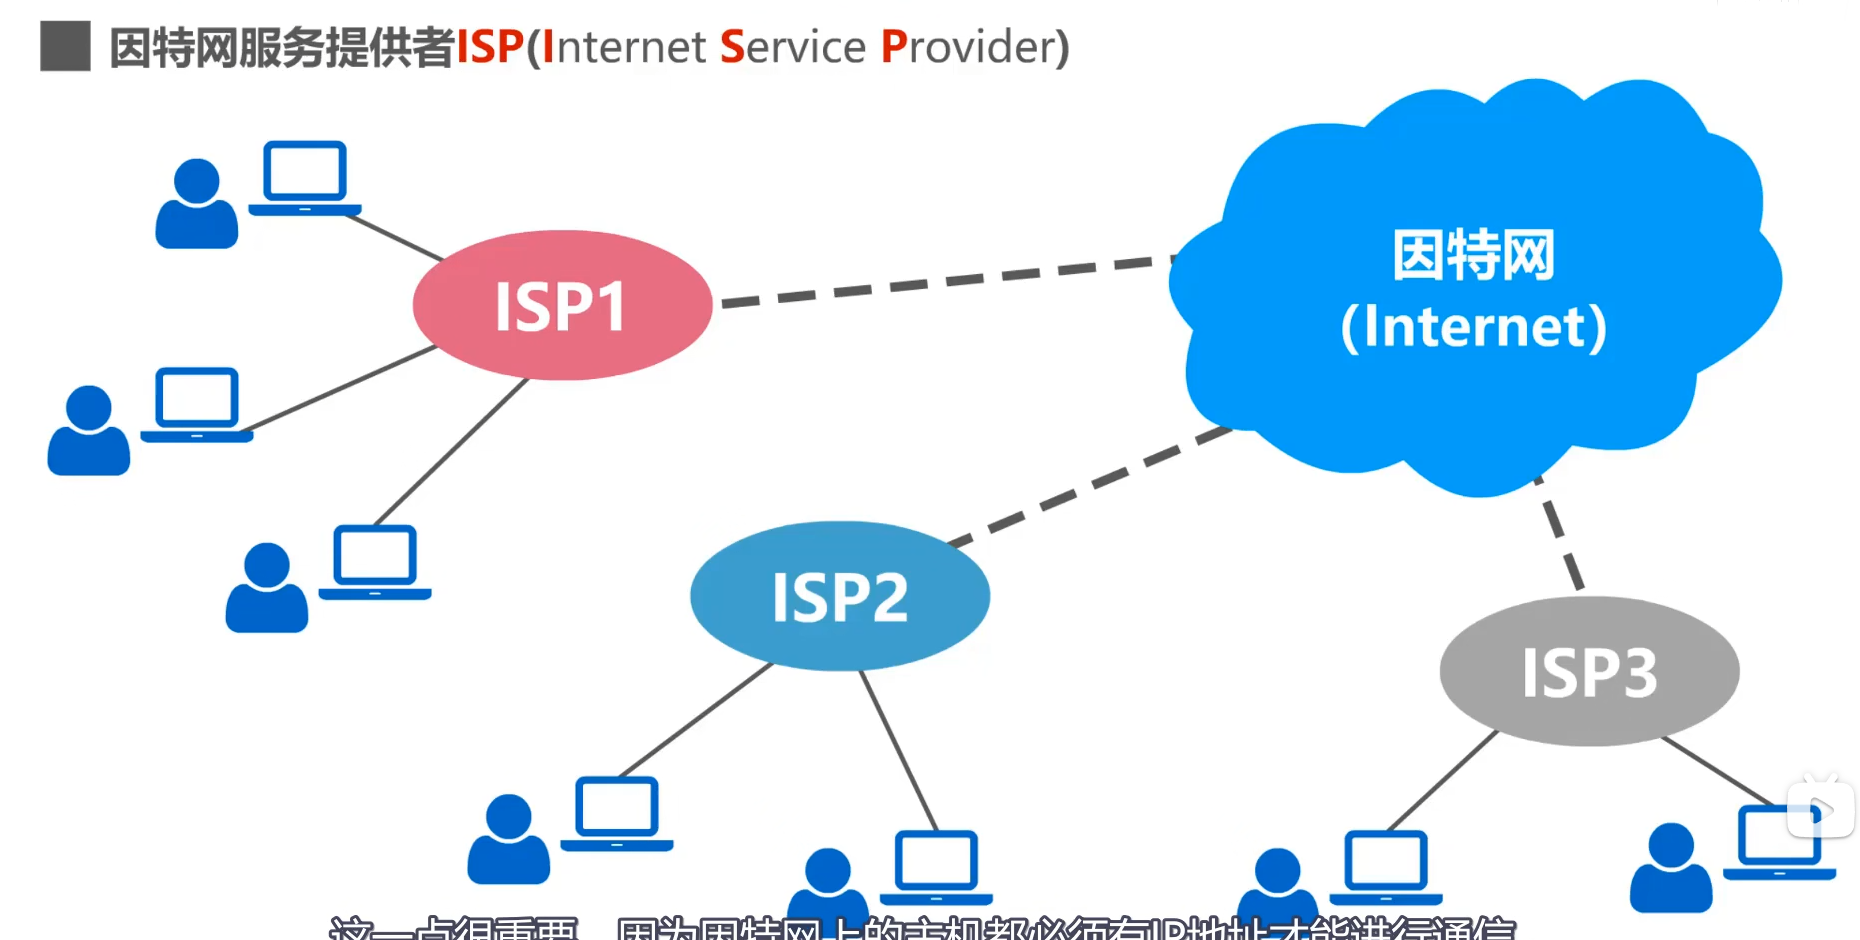 因特网服务提供者ISP(Internet Service Provider)
因特网
(Internet)
ISP1
ISP2
ISP3
这一点很重要 因为因特网上的主机都必须有IP地址才能进行通信